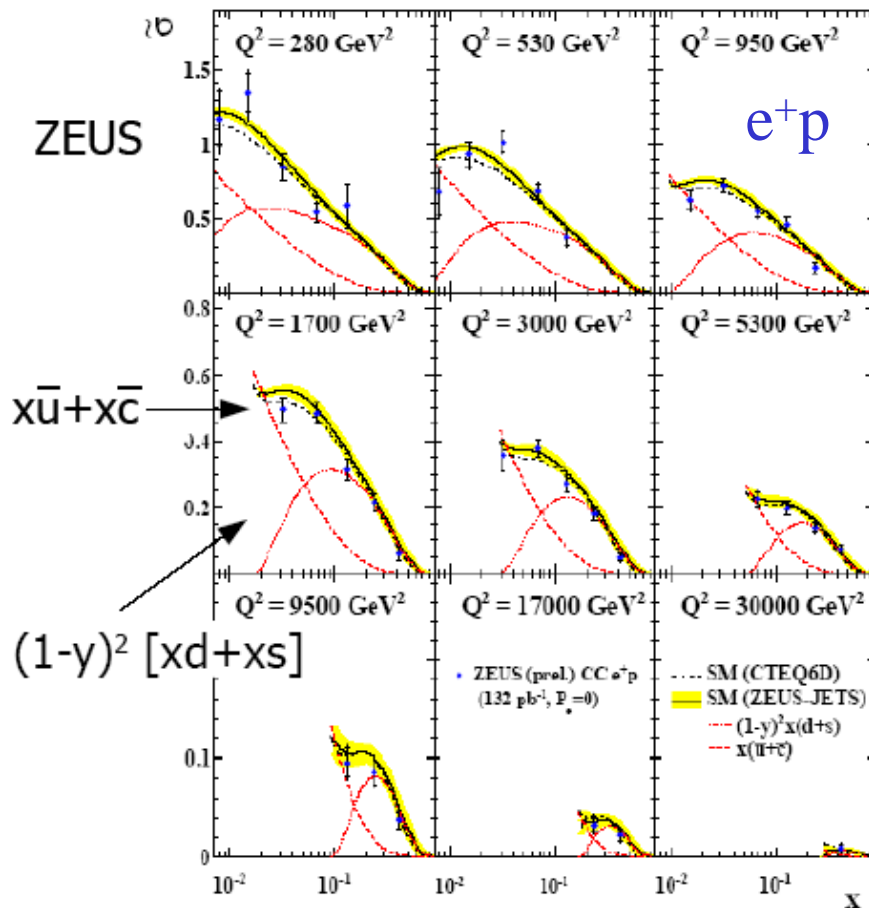 σ̃
Q² = 280 GeV²
Q² = 530 GeV²
Q² = 950 GeV²
1.5
ZEUS
e⁺p
1
0.5
0
0.8
Q² = 1700 GeV²
Q² = 3000 GeV²
Q² = 5300 GeV²
0.6
xū+xc̄
0.4
0.2
Q² = 9500 GeV²
Q² = 17000 GeV²
Q² = 30000 GeV²
(1-y)² [xd+xs]
ZEUS (prel.) CC e⁺p
(132 pb⁻¹, Pₑ=0)
SM (CTEQ6D)
SM (ZEUS-JETS)
(1-y)²x(d+s)
x(ū+c̄)
0.1
0
10⁻² 10⁻¹ 10⁻² 10⁻¹ 10⁻² 10⁻¹
x